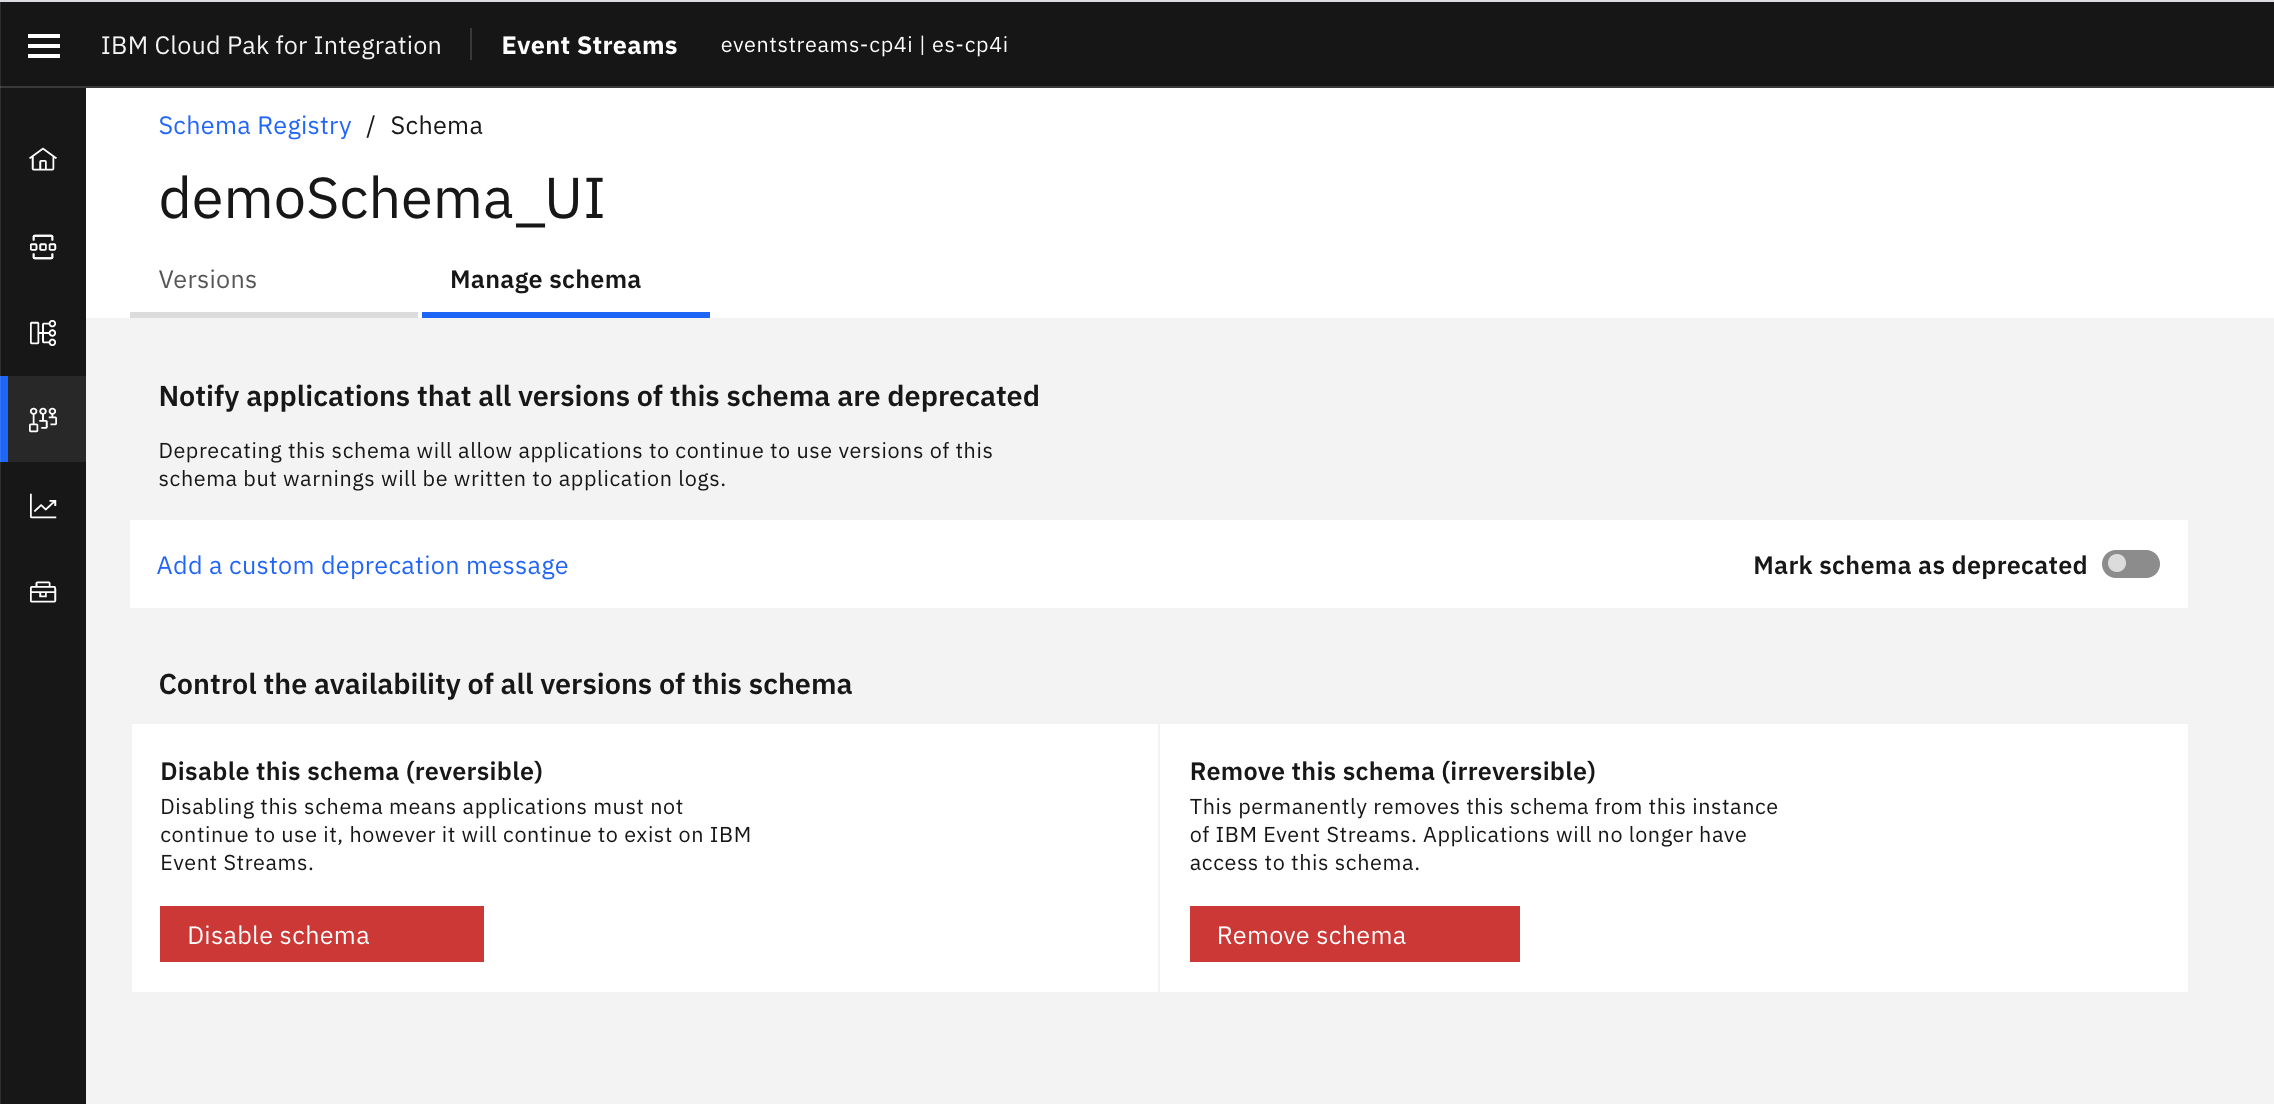 IBM Cloud Pak for Integration Event Streams eventstreams-cp4i | es-cp4i
Schema Registry / Schema
demoSchema_UI
Versions Manage schema
Notify applications that all versions of this schema are deprecated
Deprecating this schema will allow applications to continue to use versions of this
schema but warnings will be written to application logs.
Add a custom deprecation message Mark schema as deprecated
Control the availability of all versions of this schema
Disable this schema (reversible)
Disabling this schema means applications must not
continue to use it, however it will continue to exist on IBM
Event Streams.
Disable schema
Remove this schema (irreversible)
This permanently removes this schema from this instance
of IBM Event Streams. Applications will no longer have
access to this schema.
Remove schema